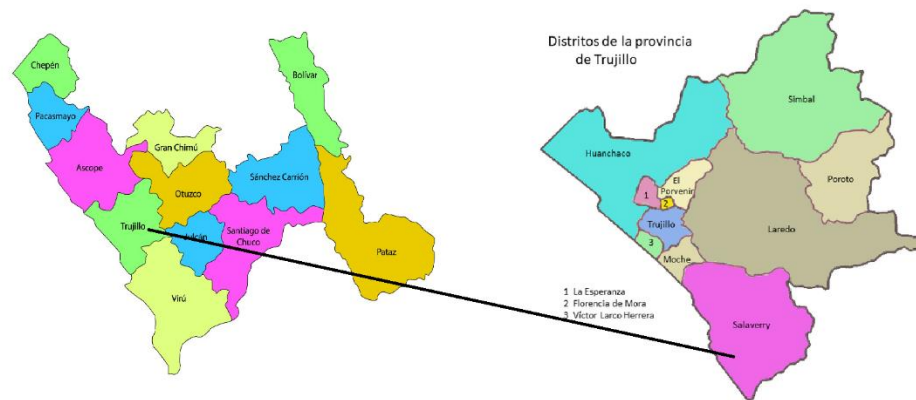 Chepén
Pacasmayo
Ascope
Gran Chimú
Otuzco
Trujillo
Julcán
Virú
Sánchez Carrión
Santiago de
Chuco
Bolívar
Pataz
Distritos de la provincia
de Trujillo
Simbal
Huanchaco
Poroto
El
Porvenir
1
2
Trujillo
3
Laredo
Moche
1 La Esperanza
2 Florencia de Mora
3 Víctor Larco Herrera
Salaverry